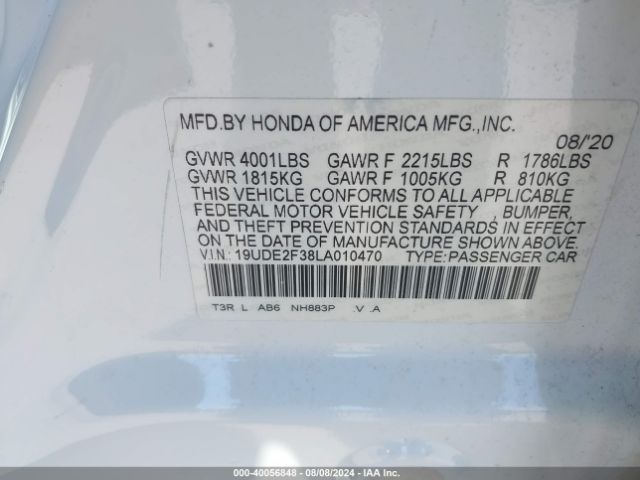 MFD.BY HONDA OF AMERICA MFG.,INC.
08/'20
GVWR 4001LBS GAWR F 2215LBS R 1786LBS
GVWR 1815KG GAWR F 1005KG R 810KG
THIS VEHICLE CONFORMS TO ALL APPLICABLE
FEDERAL MOTOR VEHICLE SAFETY , BUMPER,
AND THEFT PREVENTION STANDARDS IN EFFECT
ON THE DATE OF MANUFACTURE SHOWN ABOVE.
V.I.N.: 19UDE2F38LA010470 TYPE:PASSENGER CAR
T3R L AB6 NH883P .V .A
000-40056848 - 08/08/2024 - IAA Inc.